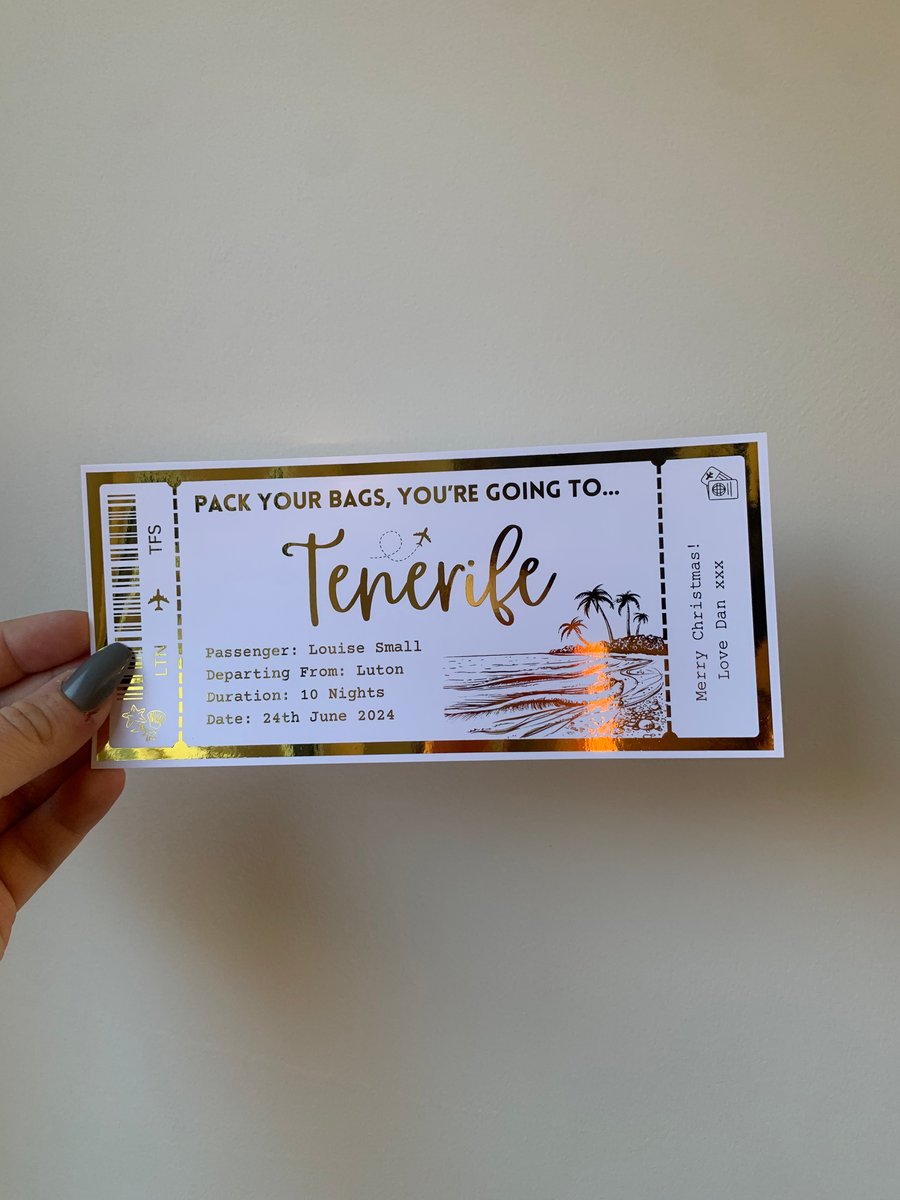 TFS
LTN
PACK YOUR BAGS, YOU'RE GOING TO...
Tenerife
Passenger: Louise Small
Departing From: Luton
Duration: 10 Nights
Date: 24th June 2024
Merry Christmas!
Love Dan xxx